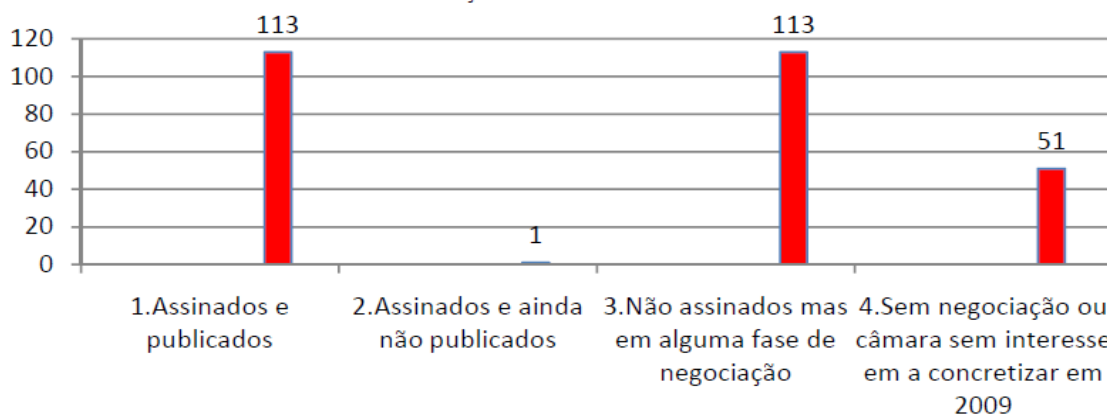 113
113
120
100
80
60
51
40
20
1
0
1.Assinados e
publicados
2.Assinados e ainda
não publicados
3.Não assinados mas
em alguma fase de
negociação
4.Sem negociação ou
câmara sem interesse
em a concretizar em
2009